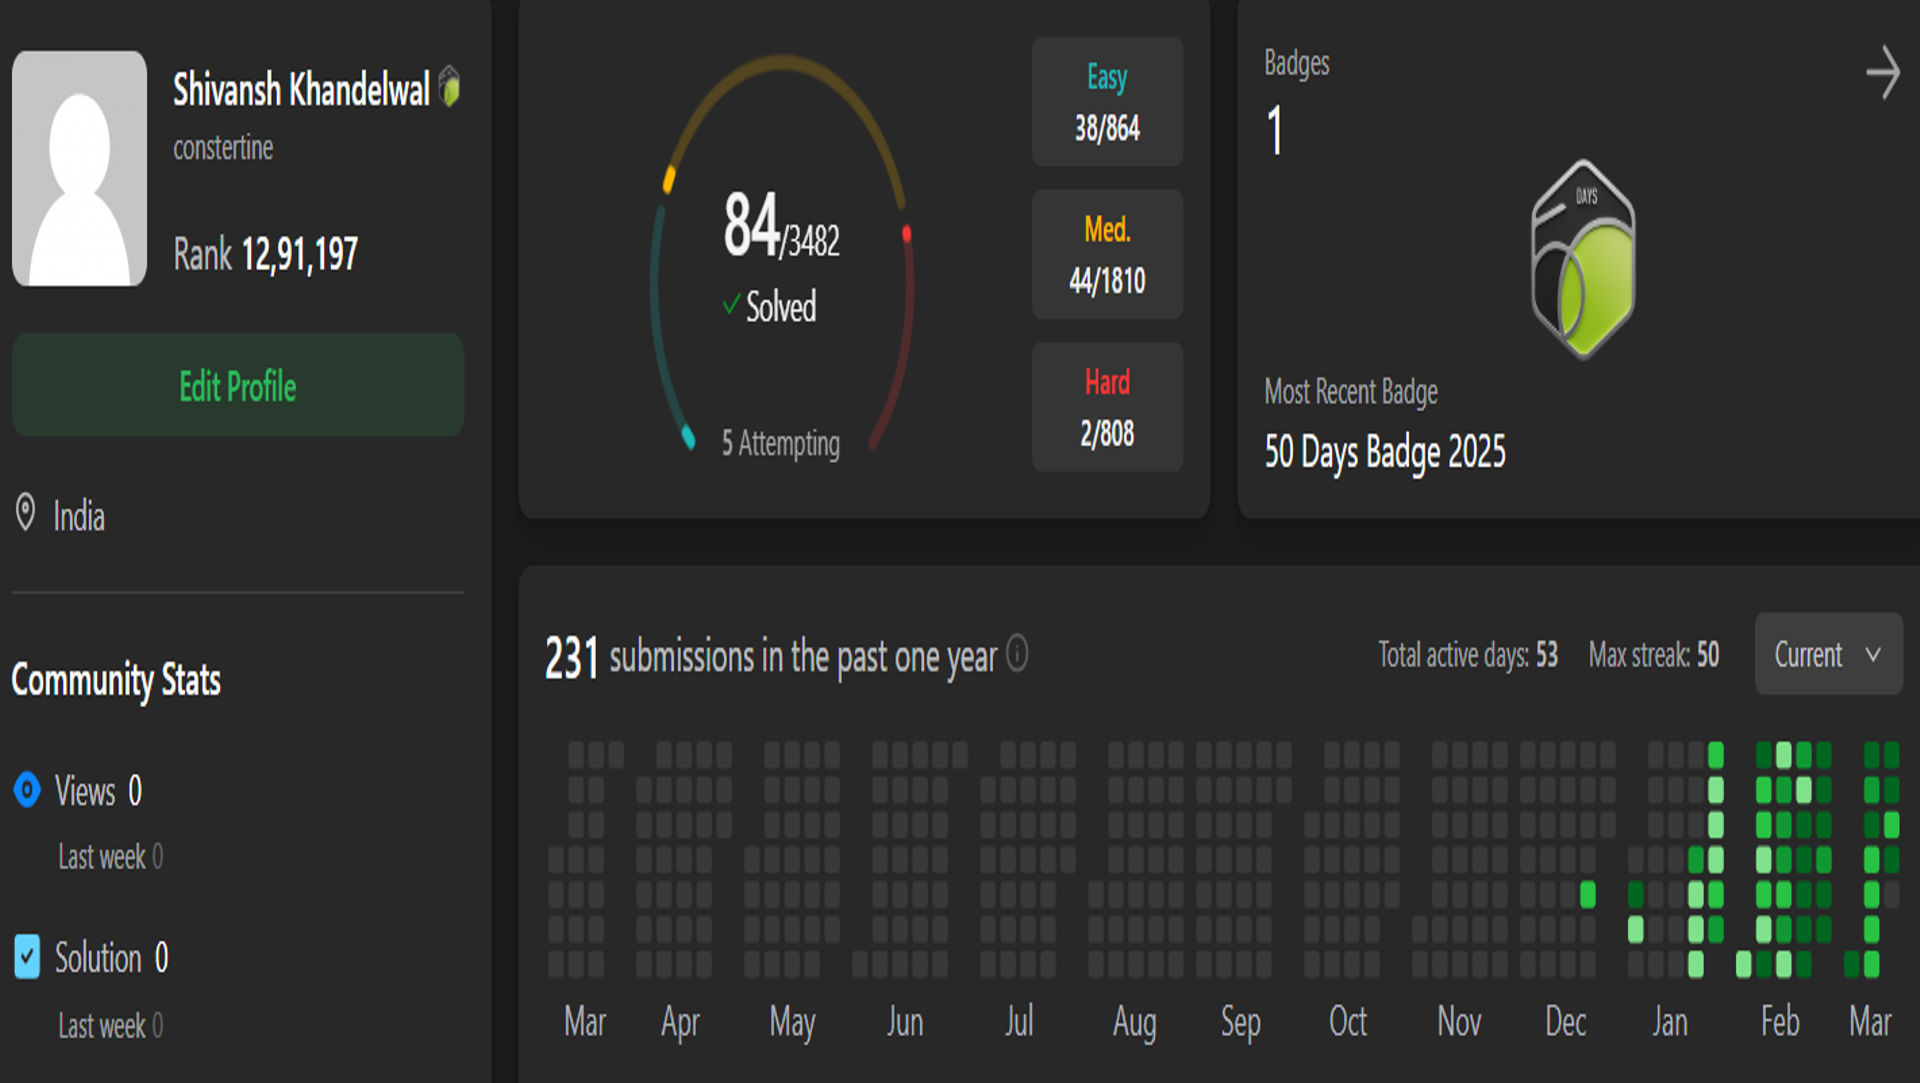 Shivansh Khandelwal
constertine
Rank 12,91,197
Edit Profile
India
Community Stats
Views 0
Last week 0
Solution 0
Last week 0
84/3482
Solved
5 Attempting
Easy
38/864
Med.
44/1810
Hard
2/808
Badges
1
DAYS
Most Recent Badge
50 Days Badge 2025
231 submissions in the past one year
Total active days: 53 Max streak: 50
Current
Mar Apr May Jun Jul Aug Sep Oct Nov Dec Jan Feb Mar